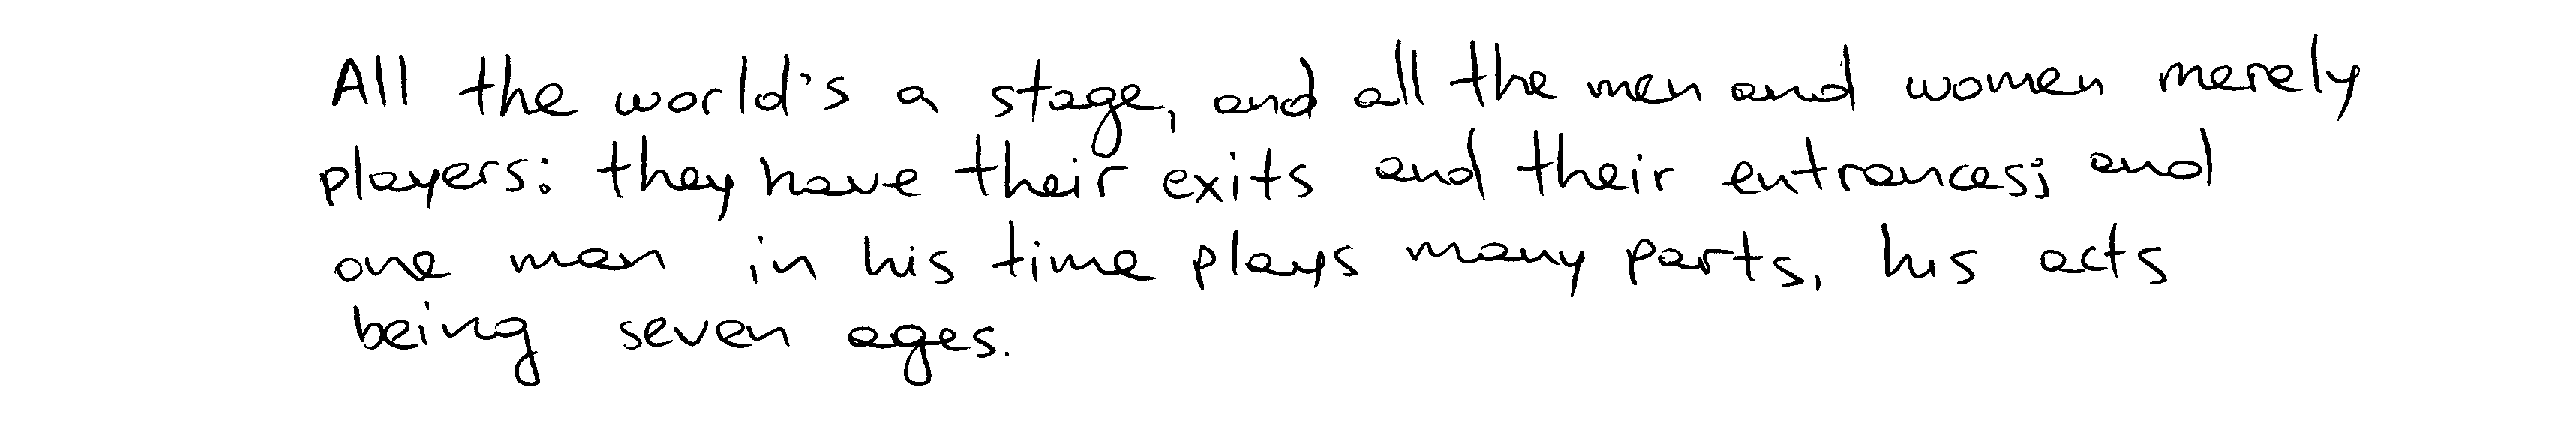 All the world's a stage, and all the men and women merely
players: they have their exits and their entrances; and
one man in his time plays many parts, his acts
being seven ages.